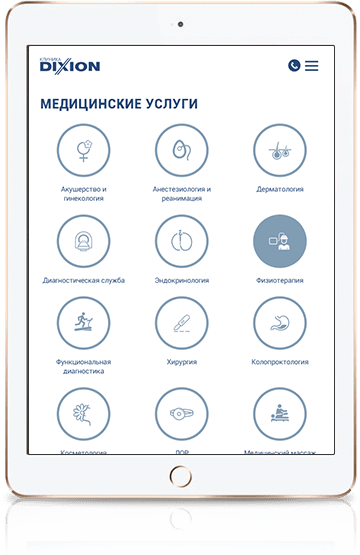 КЛИНИКА
DIXION
МЕДИЦИНСКИЕ УСЛУГИ
Акушерство и
гинекология
Анестезиология и
реанимация
Дерматология
Диагностическая служба
Эндокринология
Физиотерапия
Функциональная
диагностика
Хирургия
Колопроктология
Косметология
ЛОР
Медицинский массаж